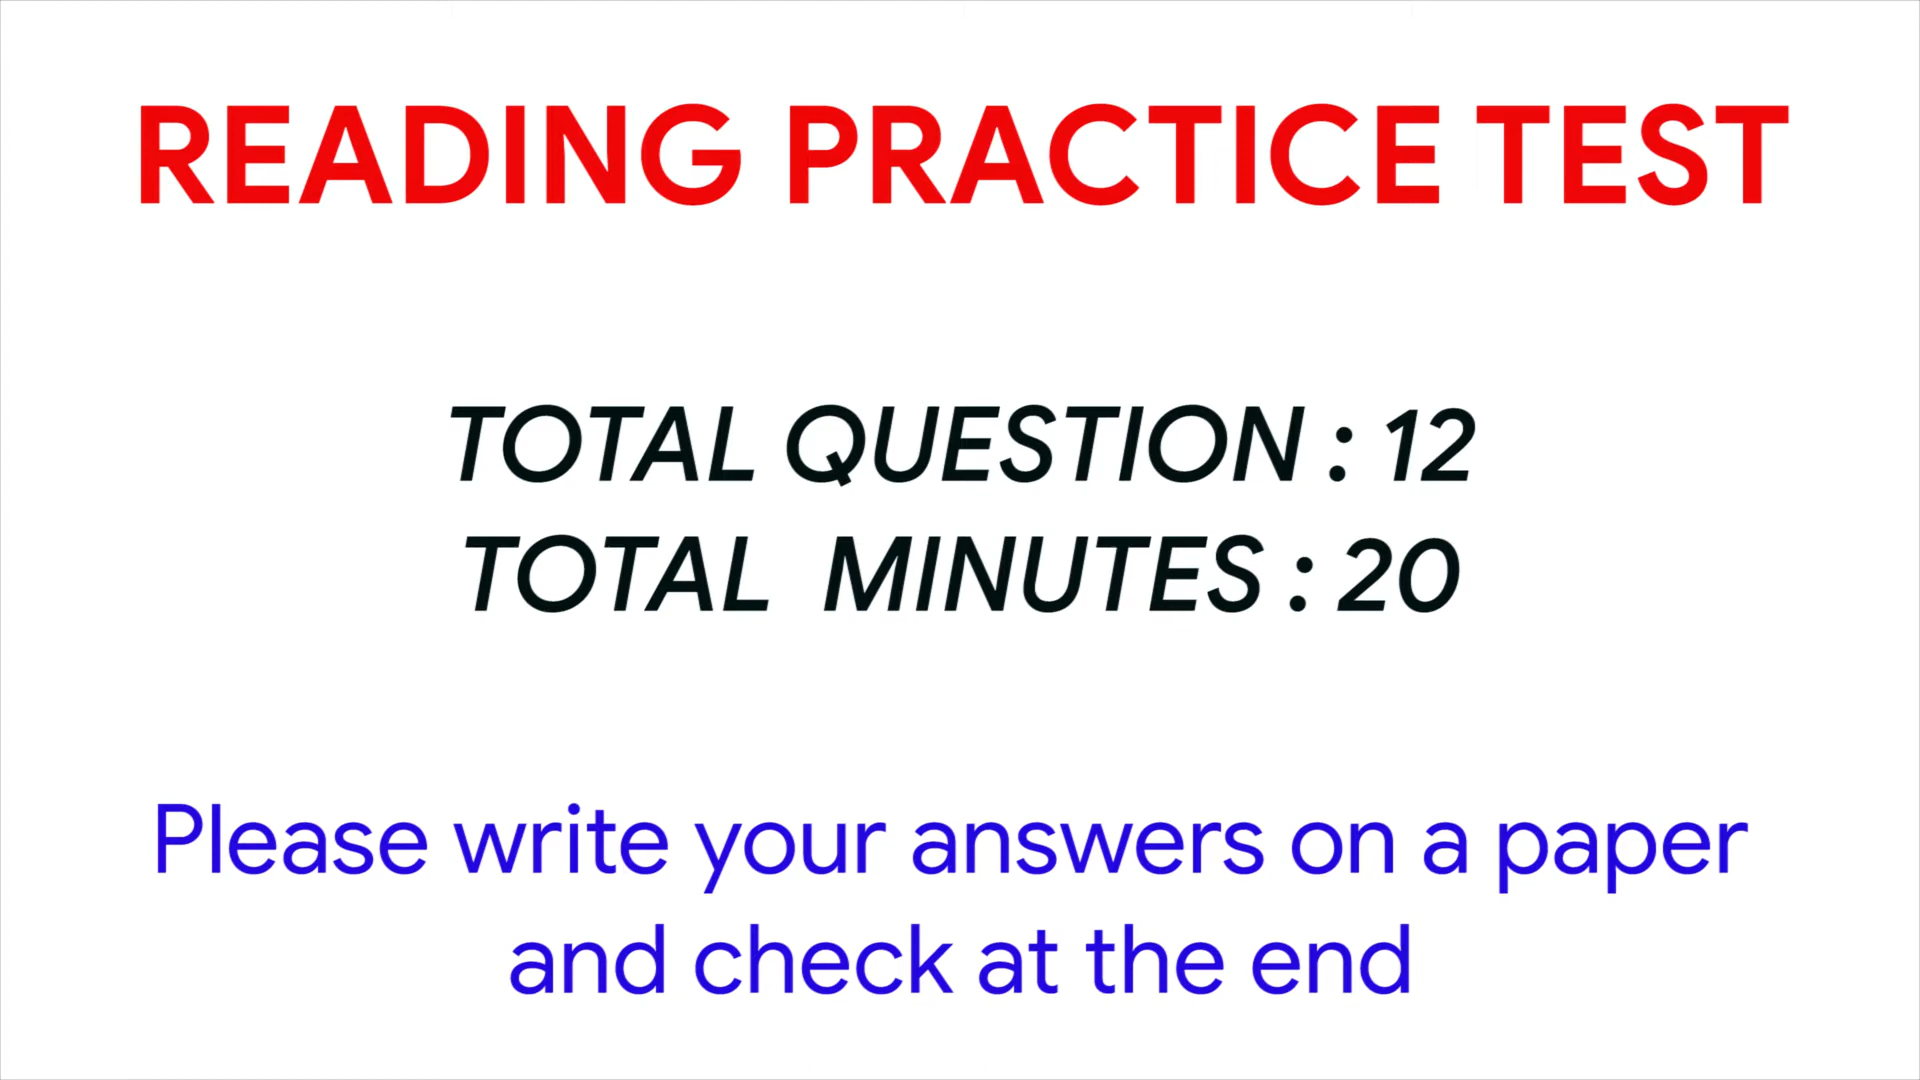 READING PRACTICE TEST
TOTAL QUESTION : 12
TOTAL MINUTES : 20
Please write your answers on a paper
and check at the end